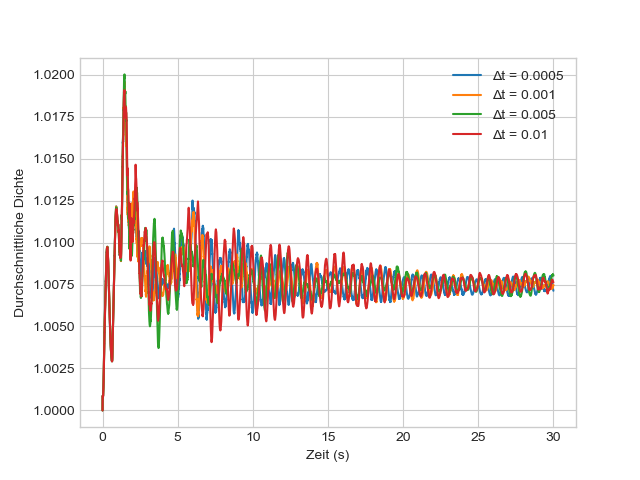 Δt = 0.0005
Δt = 0.001
Δt = 0.005
Δt = 0.01
1.0200
1.0175
1.0150
1.0125
1.0100
1.0075
1.0050
1.0025
1.0000
Durchschnittliche Dichte
0 5 10 15 20 25 30
Zeit (s)